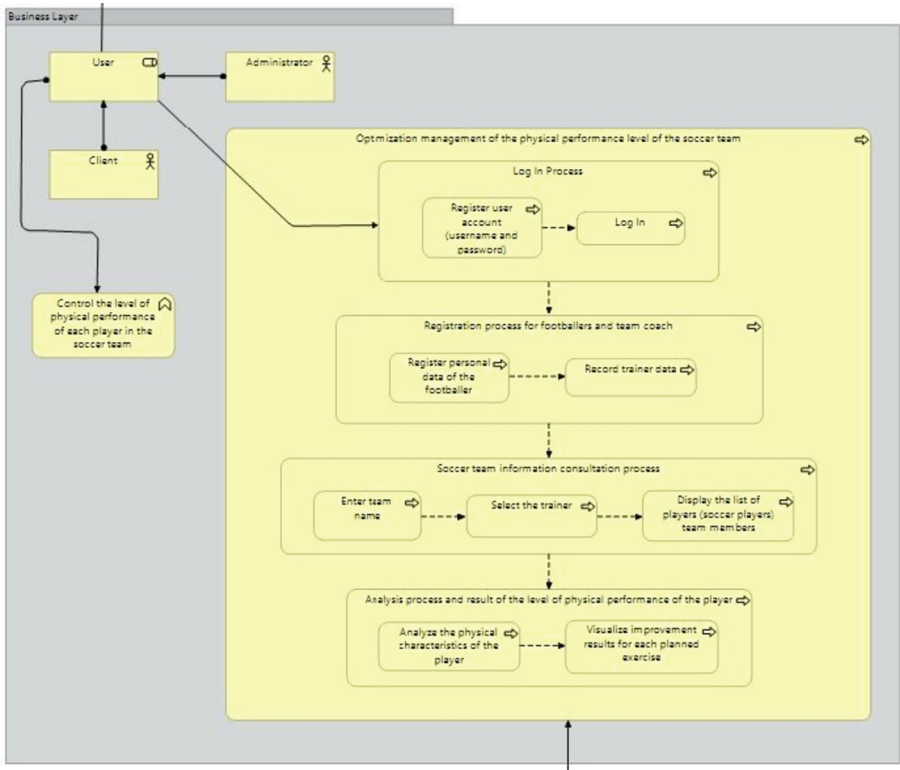 Business Layer
User
Administrator
Client
Optimization management of the physical performance level of the soccer team
Log In Process
Register user
account
(username and
password)
Log In
Control the level of
physical performance
of each player in the
soccer team
Registration process for footballers and team coach
Register personal
data of the
footballer
Record trainer data
Soccer team information consultation process
Enter team
name
Select the trainer
Display the list of
players (soccer players)
team members
Analysis process and result of the level of physical performance of the player
Analyze the physical
characteristics of the
player
Visualize improvement
results for each planned
exercise